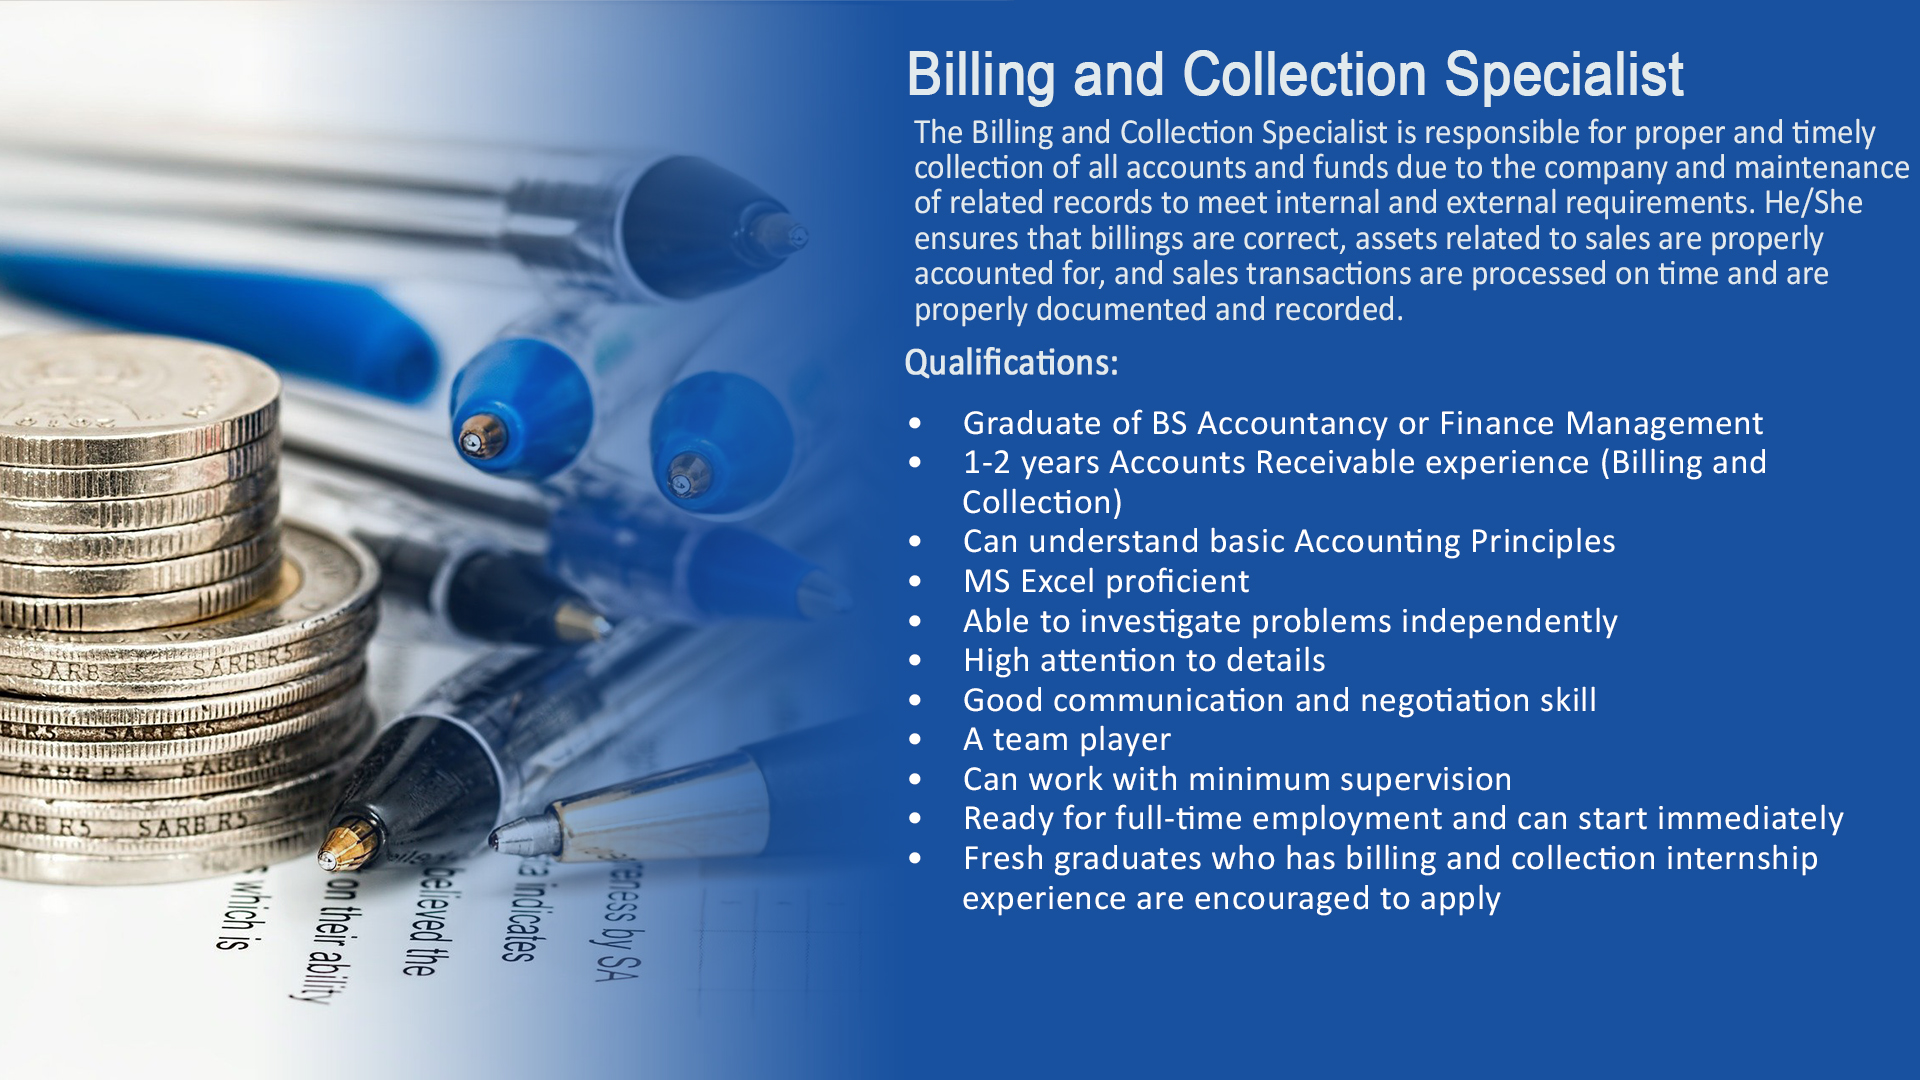 Billing and Collection Specialist
The Billing and Collection Specialist is responsible for proper and timely
collection of all accounts and funds due to the company and maintenance
of related records to meet internal and external requirements. He/She
ensures that billings are correct, assets related to sales are properly
accounted for, and sales transactions are processed on time and are
properly documented and recorded.
Qualifications:
• Graduate of BS Accountancy or Finance Management
• 1-2 years Accounts Receivable experience (Billing and
Collection)
• Can understand basic Accounting Principles
• MS Excel proficient
• Able to investigate problems independently
• High attention to details
• Good communication and negotiation skill
• A team player
• Can work with minimum supervision
• Ready for full-time employment and can start immediately
• Fresh graduates who has billing and collection internship
experience are encouraged to apply
SARB R5 SARB R5
R5 SARB R5
SARB R5 SARB
SARB R5 SARB R5
which is
on their ability
believed the
a indicates
by SA